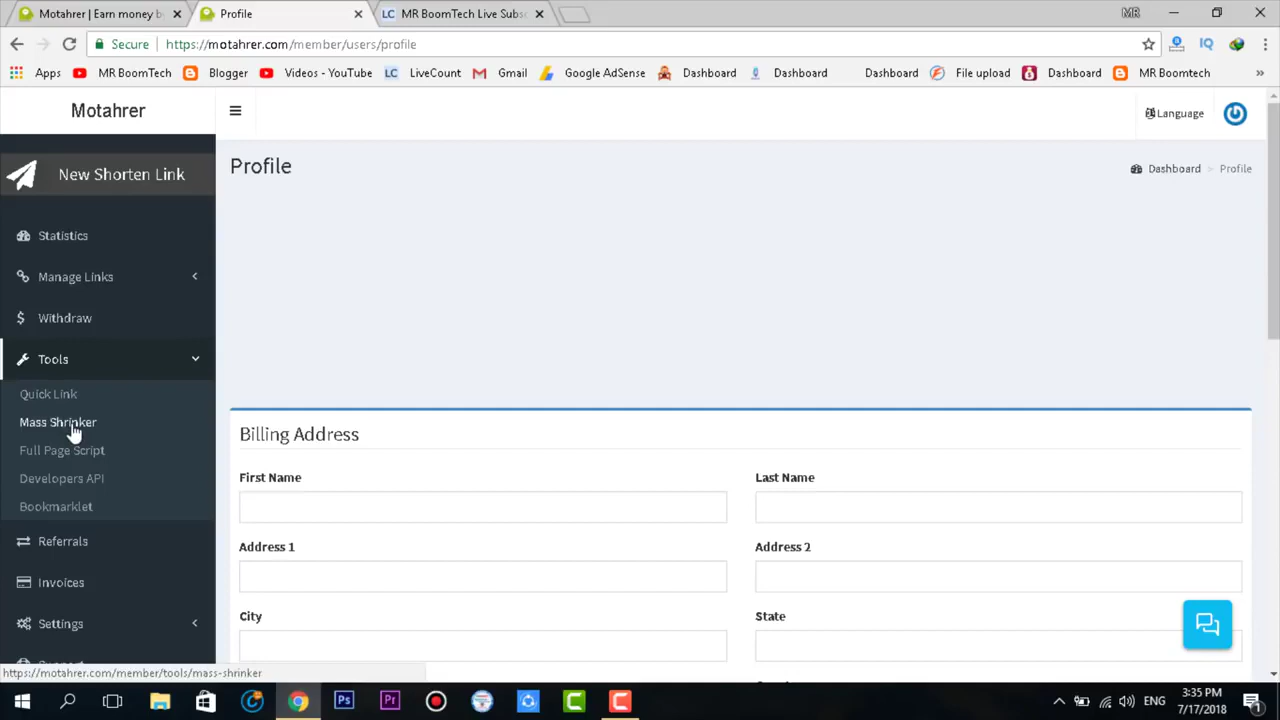 Motahrer | Earn money b
Profile
LC MR BoomTech Live Subsc
MR
Secure https://motahrer.com/member/users/profile
Apps MR BoomTech Blogger Videos - YouTube LC LiveCount Gmail Google AdSense Dashboard Dashboard Dashboard File upload Dashboard MR Boomtech »
Motahrer
Language
New Shorten Link
Profile
Dashboard > Profile
Statistics
Manage Links
$ Withdraw
Tools
Quick Link
Mass Shrinker
Full Page Script
Developers API
Bookmarklet
Referrals
Invoices
Settings
Billing Address
First Name
Last Name
Address 1
Address 2
City
State
https://motahrer.com/member/tools/mass-shrinker
Ps Pr C C
ENG
3:35 PM
7/17/2018
1